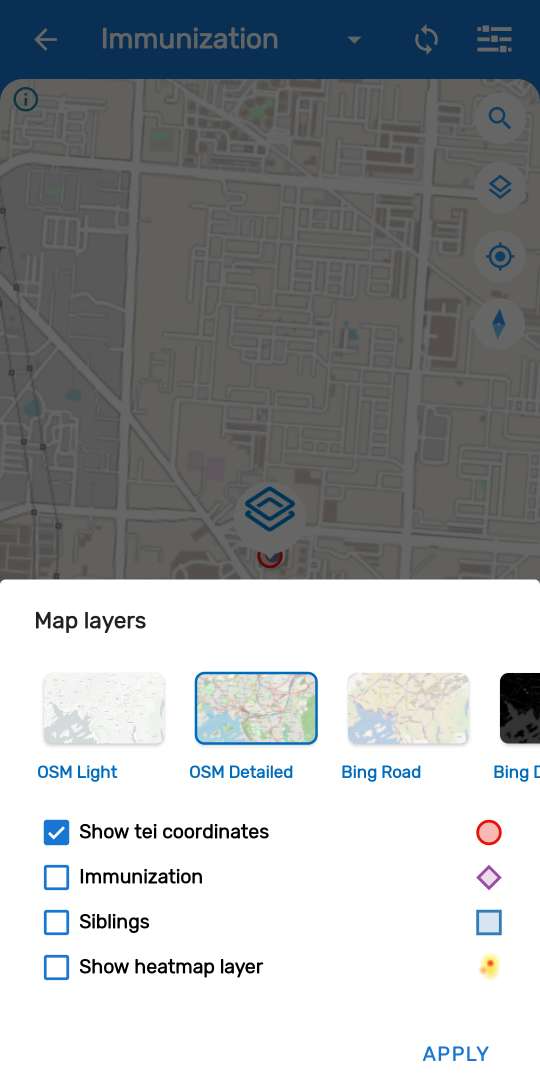 Immunization
Map layers
OSM Light
OSM Detailed
Bing Road
Bing D
Show tei coordinates
Immunization
Siblings
Show heatmap layer
APPLY